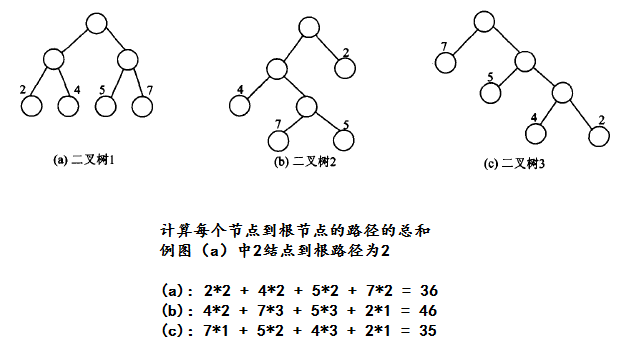 2 4 5 7
(a) 二叉树1
2
4
7 5
(b) 二叉树2
7
5
4 2
(c) 二叉树3
计算每个节点到根节点的路径的总和
例图（a）中2结点到根路径为2
(a): 2*2 + 4*2 + 5*2 + 7*2 = 36
(b): 4*2 + 7*3 + 5*3 + 2*1 = 46
(c): 7*1 + 5*2 + 4*3 + 2*1 = 35